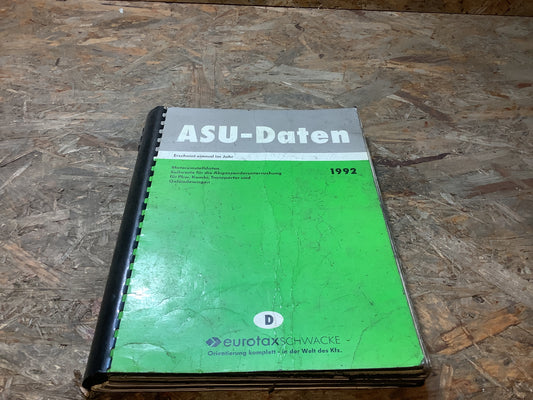 ASU-Daten
Erscheint einmal im Jahr
1992
Motoreinstelldaten
Sollwerte für die Abgassonderuntersuchung
für Pkw, Kombi, Transporter und
Geländewagen
D
eurotaxSCHWACKE
Orientierung komplett - in der Welt des Kfz.